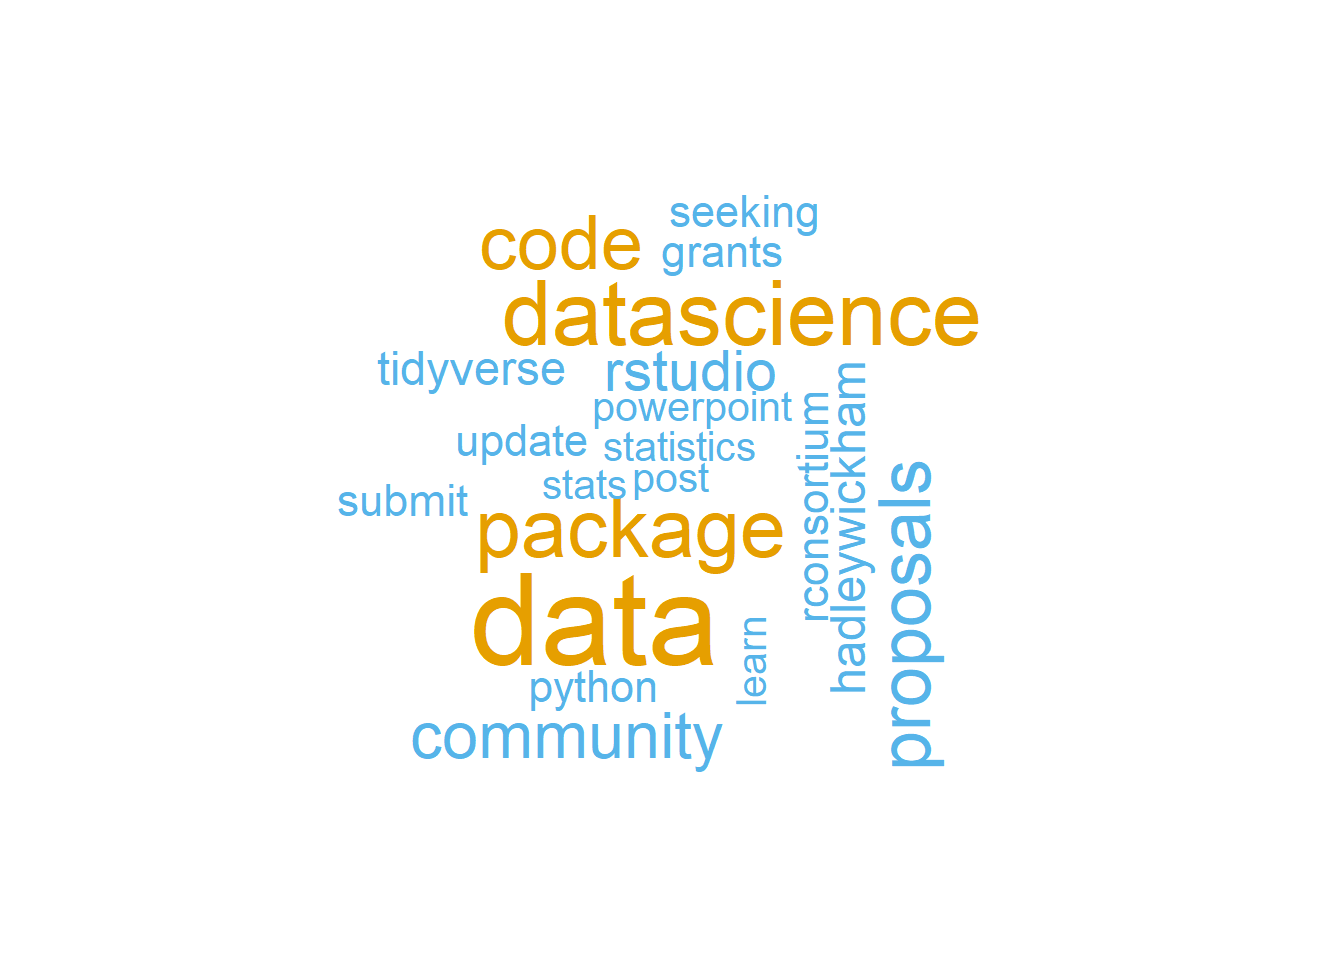 seeking
code
grants
datascience
tidyverse
rstudio
powerpoint
update
statistics
stats
post
submit
package
rconsortium
hadleywickham
proposals
data
learn
python
community